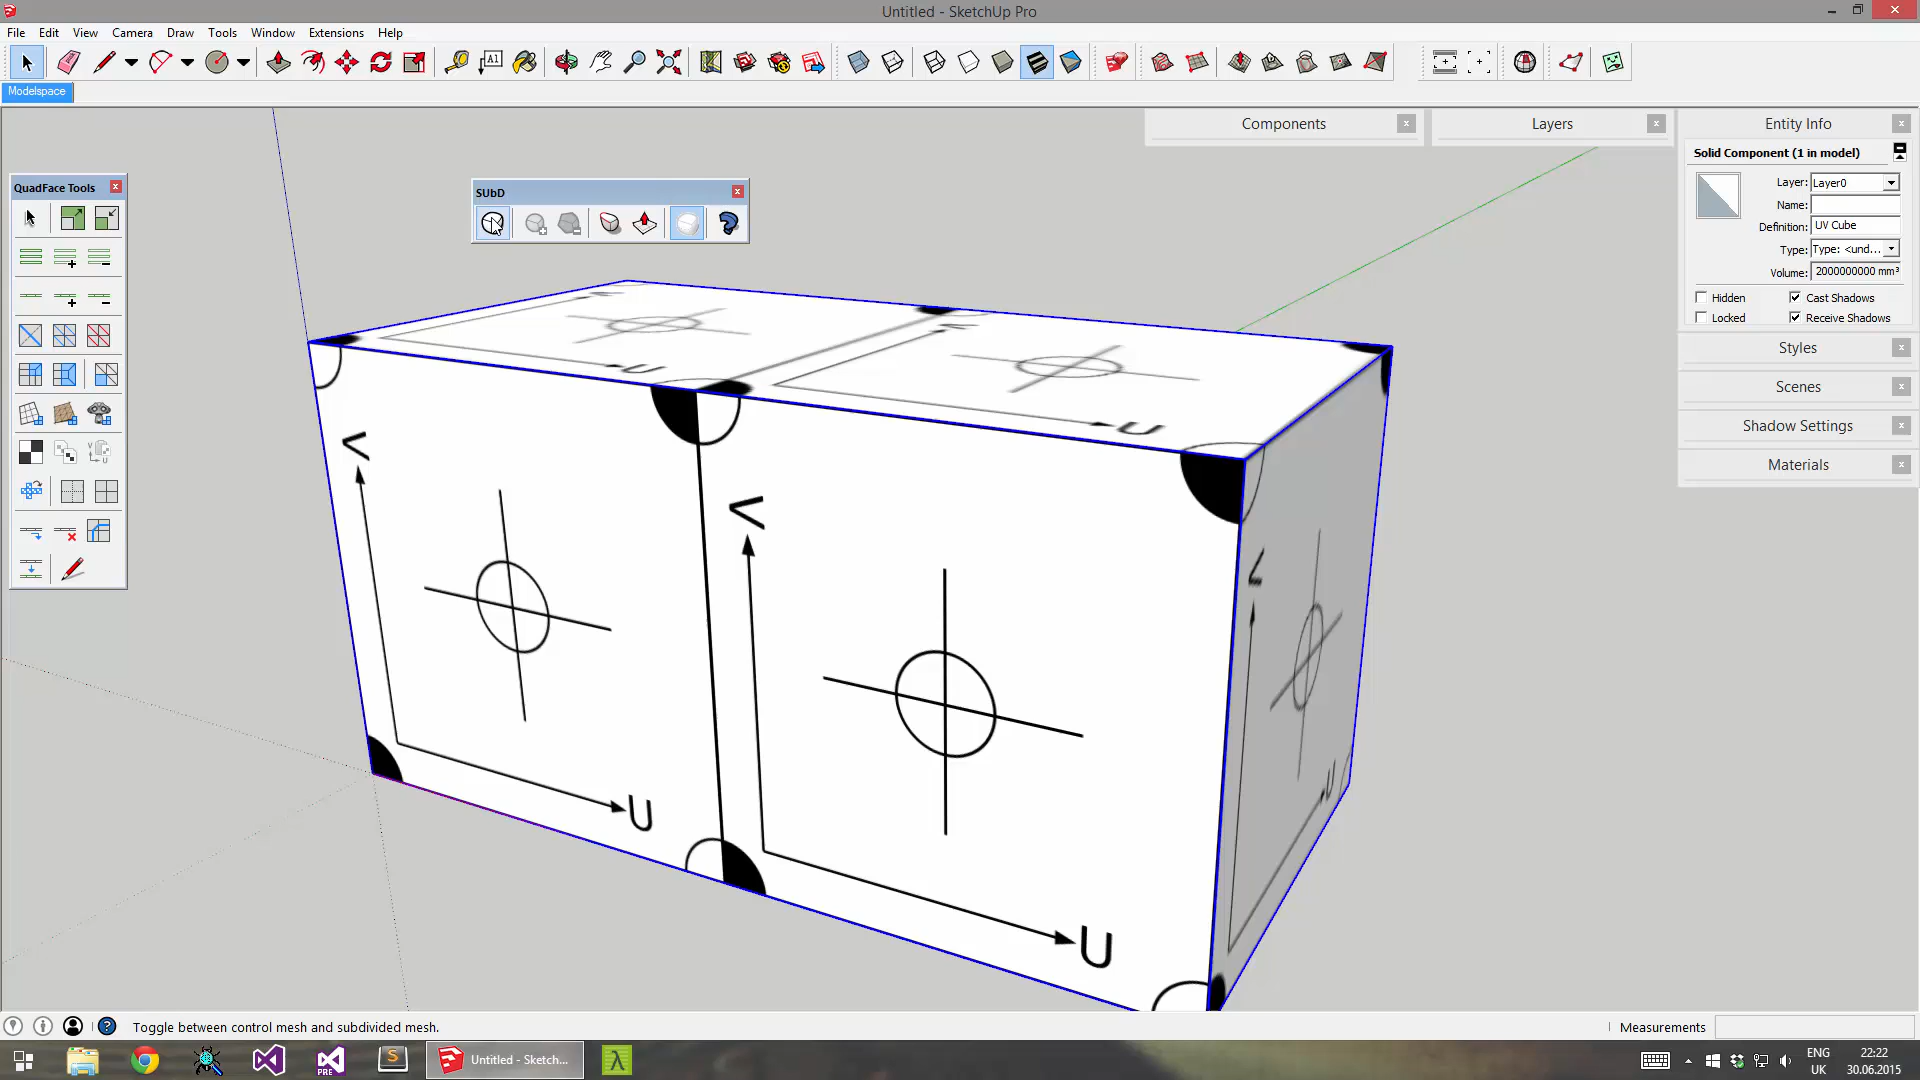 Untitled - SketchUp Pro
File Edit View Camera Draw Tools Window Extensions Help
A1
Modelspace
Components
Layers
Entity Info
Solid Component (1 in model)
Layer: Layer0
Name:
Definition: UV Cube
Type: Type: <und...
Volume: 2000000000 mm³
Hidden
Cast Shadows
Locked
Receive Shadows
Styles
Scenes
Shadow Settings
Materials
QuadFace Tools
SUbD
V
U
V
U
V
U
V
U
V
U
Toggle between control mesh and subdivided mesh.
Measurements
PRE
Untitled - Sketch...
λ
ENG
UK
22:22
30.06.2015